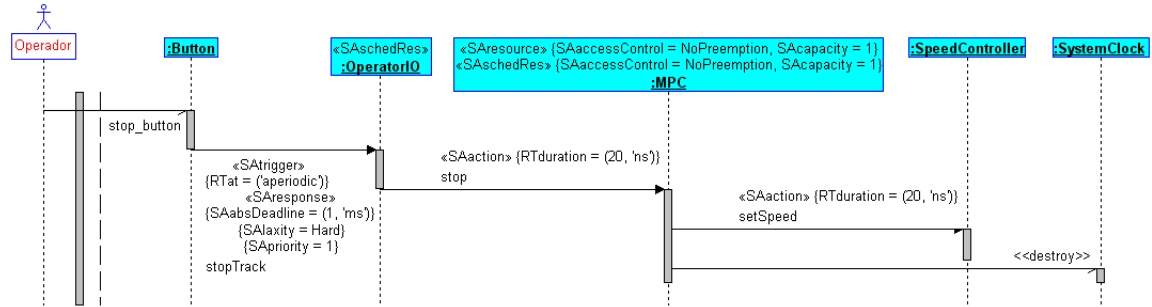 Operador
:Button
«SAschedRes»
:OperatorIO
«SAresource» {SAaccessControl = NoPreemption, SAcapacity = 1}
«SAschedRes» {SAaccessControl = NoPreemption, SAcapacity = 1}
:MPC
:SpeedController
:SystemClock
stop_button
«SAtrigger»
{RTat = ('aperiodic')}
«SAresponse»
{SAabsDeadline = (1, 'ms')}
{SAlaxity = Hard}
{SApriority = 1}
stopTrack
«SAaction» {RTduration = (20, 'ns')}
stop
«SAaction» {RTduration = (20, 'ns')}
setSpeed
<<destroy>>